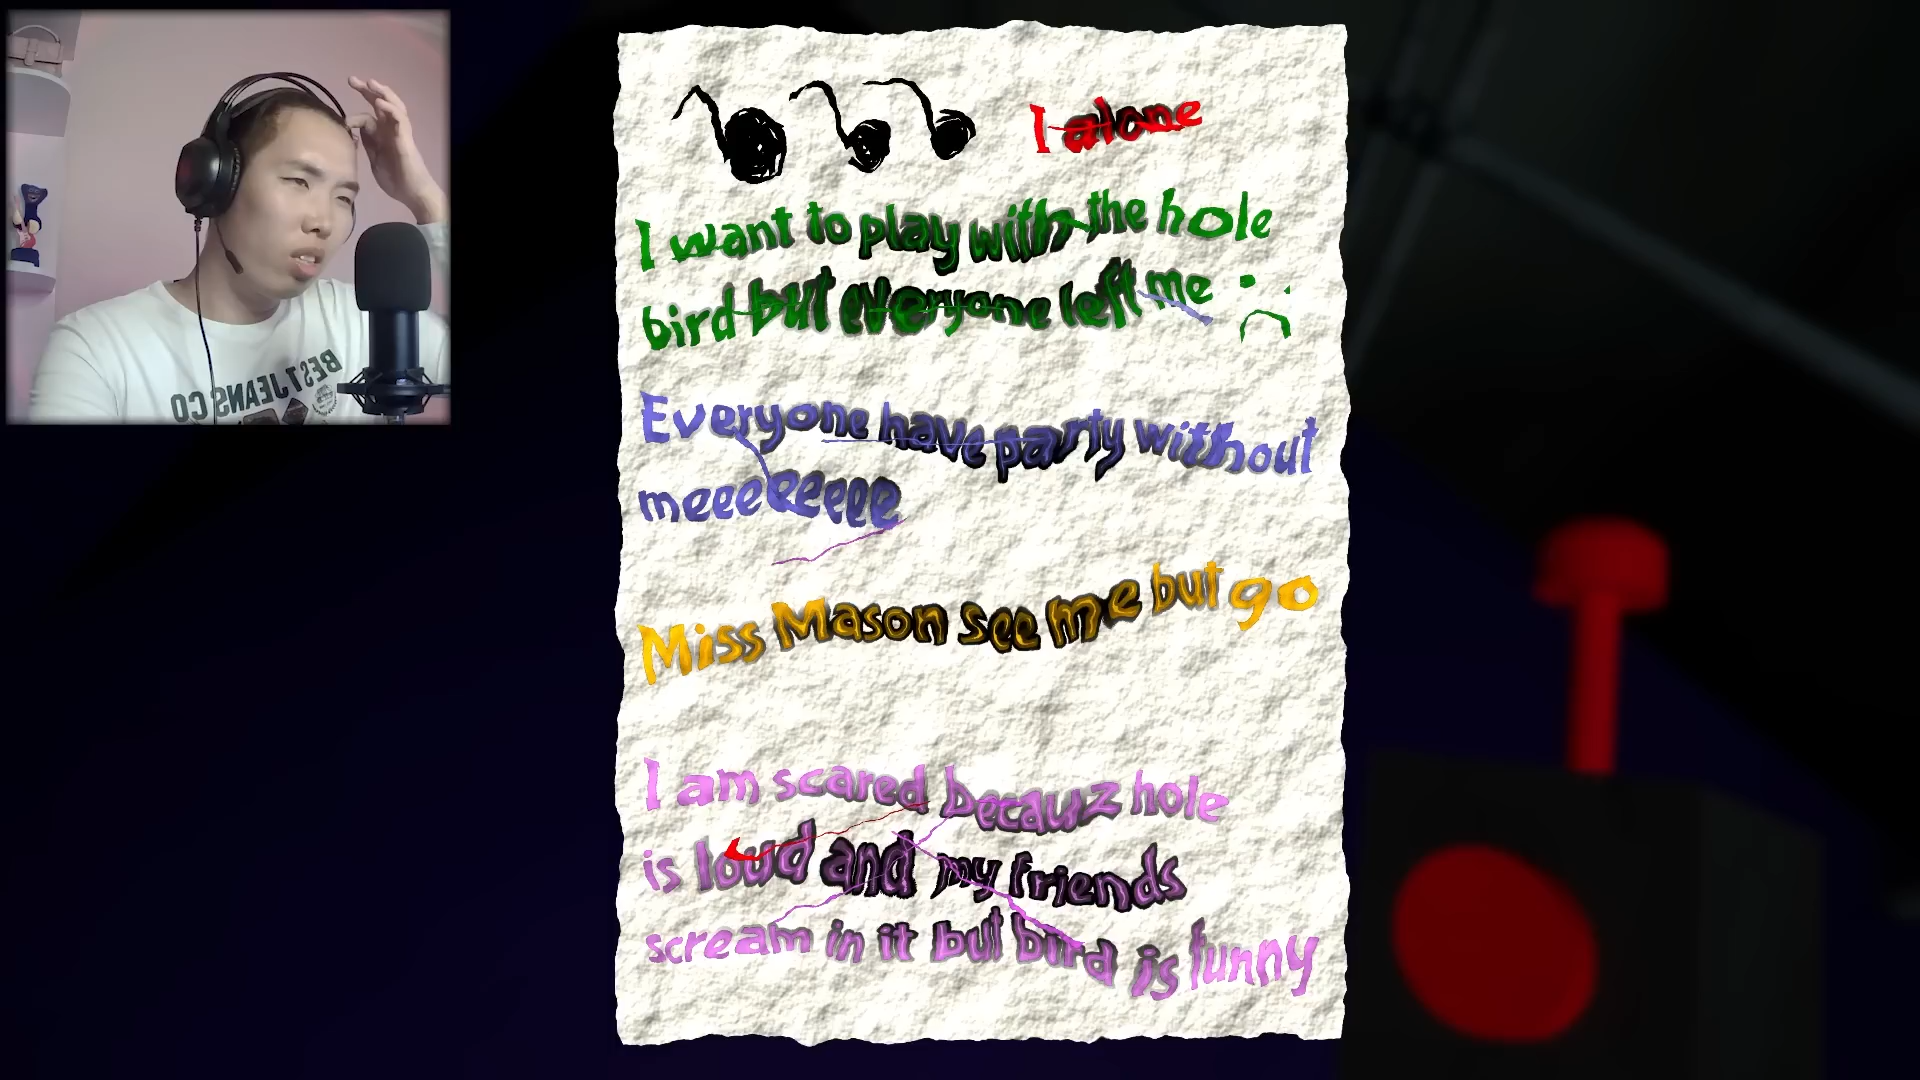 I alone
I want to play with the hole
bird but everyone left me :(
Everyone have party without
meeeeeeee
Miss Mason see me but go
I am scared becauz hole
is loud and my friends
scream in it but bird is funny
BEST JEANS CO